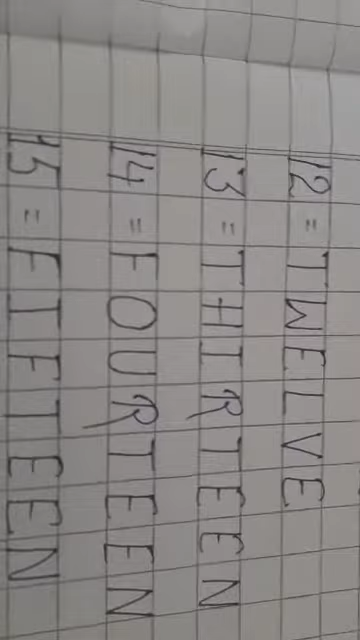 12 = TWELVE
13 = THIRTEEN
14 = FOURTEEN
15 = FIFTEEN